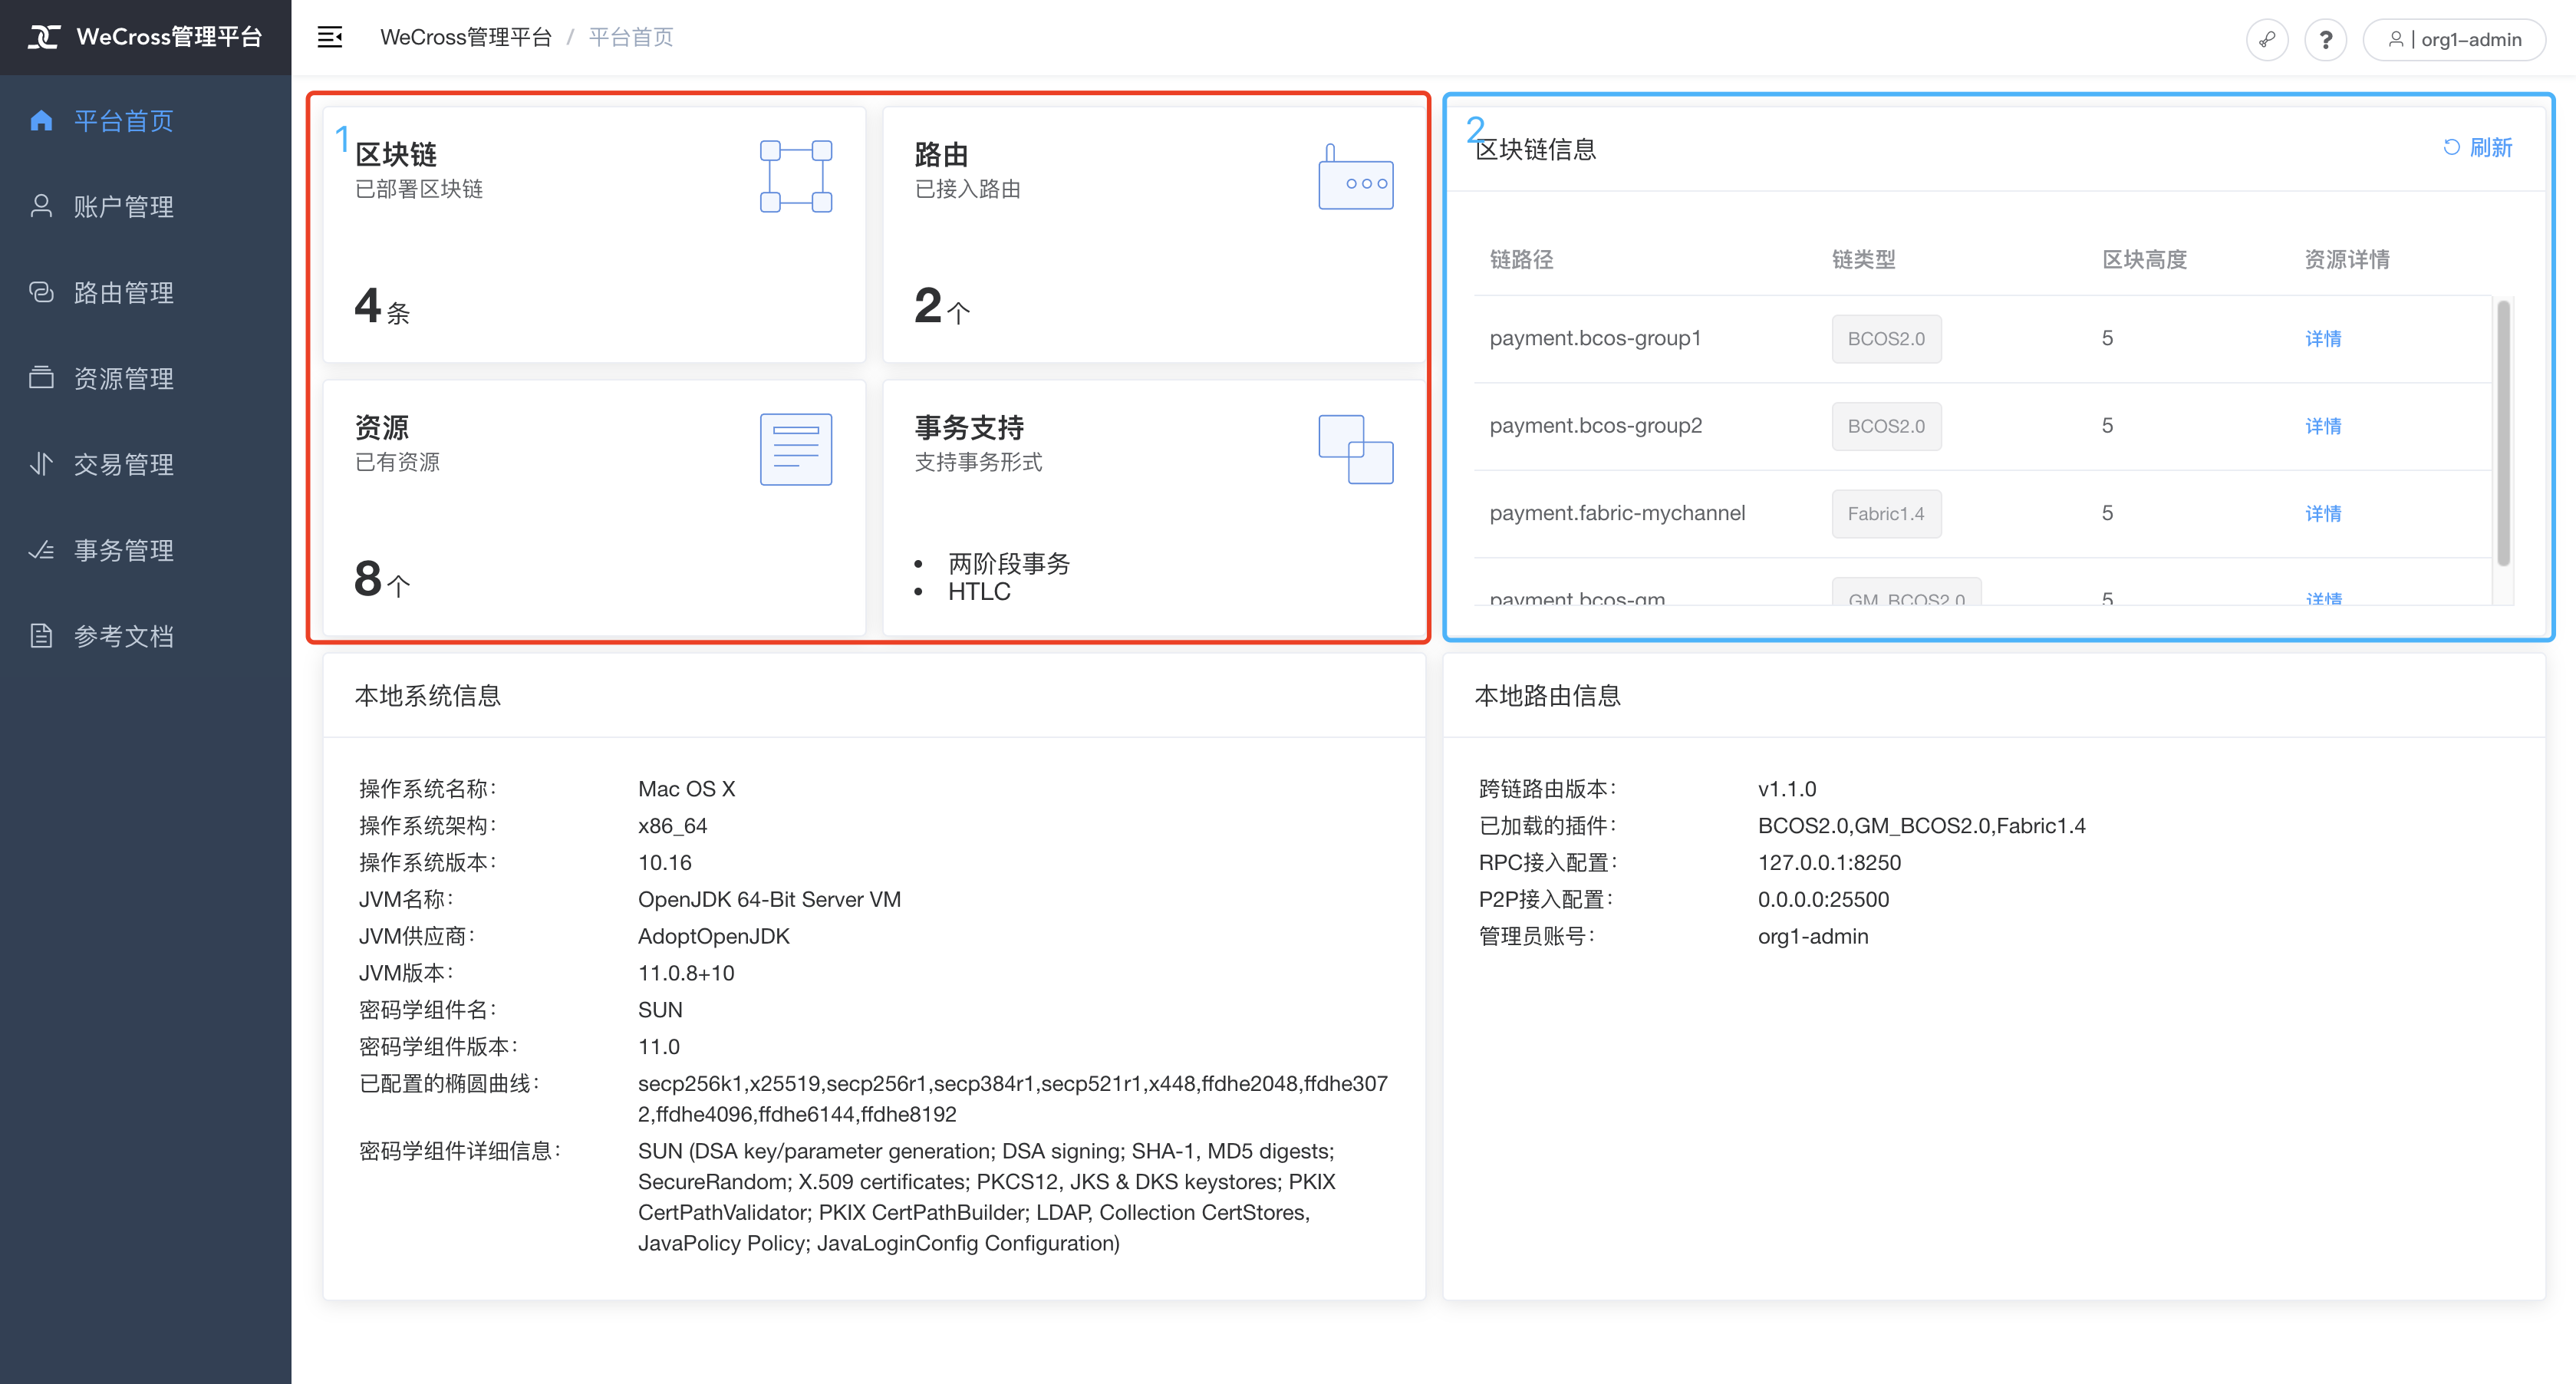 WeCross管理平台
WeCross管理平台 / 平台首页
? | org1-admin
平台首页
账户管理
路由管理
资源管理
交易管理
事务管理
参考文档
1
区块链
已部署区块链
4 条
路由
已接入路由
2 个
资源
已有资源
8 个
事务支持
支持事务形式
• 两阶段事务
• HTLC
2
区块链信息
刷新
链路径 链类型 区块高度 资源详情
payment.bcos-group1 BCOS2.0 5 详情
payment.bcos-group2 BCOS2.0 5 详情
payment.fabric-mychannel Fabric1.4 5 详情
payment.bcos-gm GM_BCOS2.0 5 详情
本地系统信息
操作系统名称: Mac OS X
操作系统架构: x86_64
操作系统版本: 10.16
JVM名称: OpenJDK 64-Bit Server VM
JVM供应商: AdoptOpenJDK
JVM版本: 11.0.8+10
密码学组件名: SUN
密码学组件版本: 11.0
已配置的椭圆曲线: secp256k1,x25519,secp256r1,secp384r1,secp521r1,x448,ffdhe2048,ffdhe307
2,ffdhe4096,ffdhe6144,ffdhe8192
密码学组件详细信息: SUN (DSA key/parameter generation; DSA signing; SHA-1, MD5 digests;
SecureRandom; X.509 certificates; PKCS12, JKS & DKS keystores; PKIX
CertPathValidator; PKIX CertPathBuilder; LDAP, Collection CertStores,
JavaPolicy Policy; JavaLoginConfig Configuration)
本地路由信息
跨链路由版本: v1.1.0
已加载的插件: BCOS2.0,GM_BCOS2.0,Fabric1.4
RPC接入配置: 127.0.0.1:8250
P2P接入配置: 0.0.0.0:25500
管理员账号: org1-admin